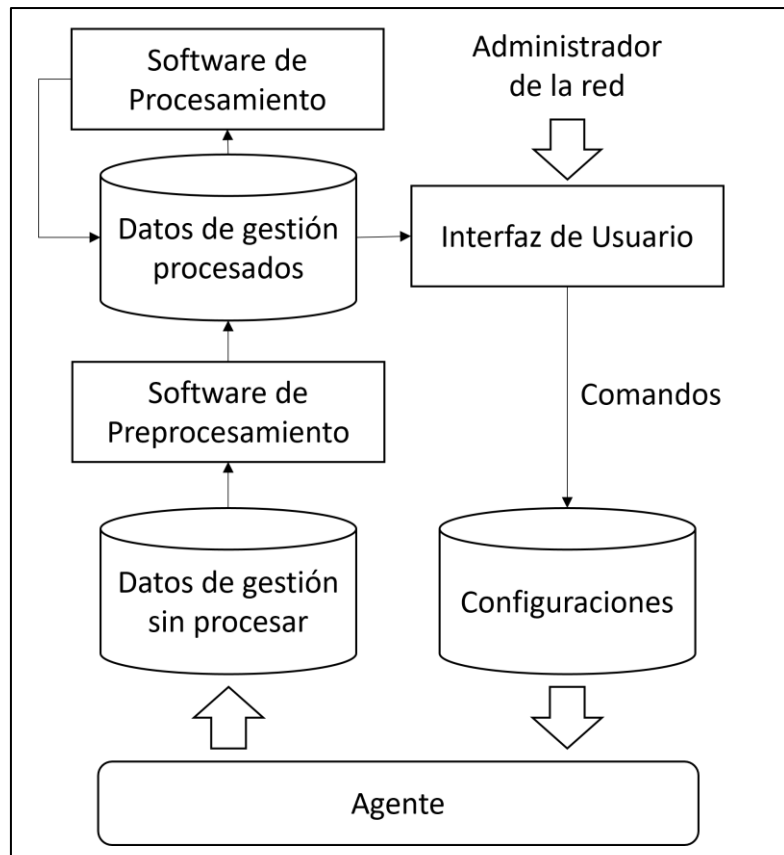 Software de
Procesamiento
Administrador
de la red
Datos de gestión
procesados
Interfaz de Usuario
Software de
Preprocesamiento
Comandos
Datos de gestión
sin procesar
Configuraciones
Agente